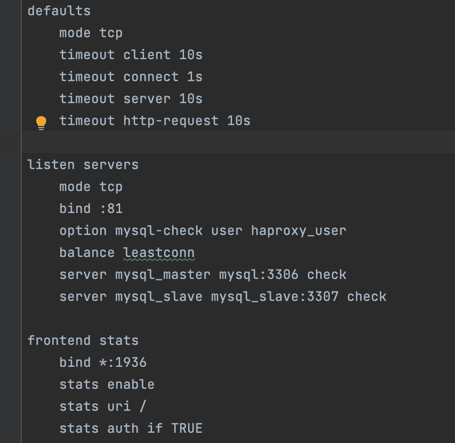 defaults
    mode tcp
    timeout client 10s
    timeout connect 1s
    timeout server 10s
    timeout http-request 10s

listen servers
    mode tcp
    bind :81
    option mysql-check user haproxy_user
    balance leastconn
    server mysql_master mysql:3306 check
    server mysql_slave mysql_slave:3307 check

frontend stats
    bind *:1936
    stats enable
    stats uri /
    stats auth if TRUE